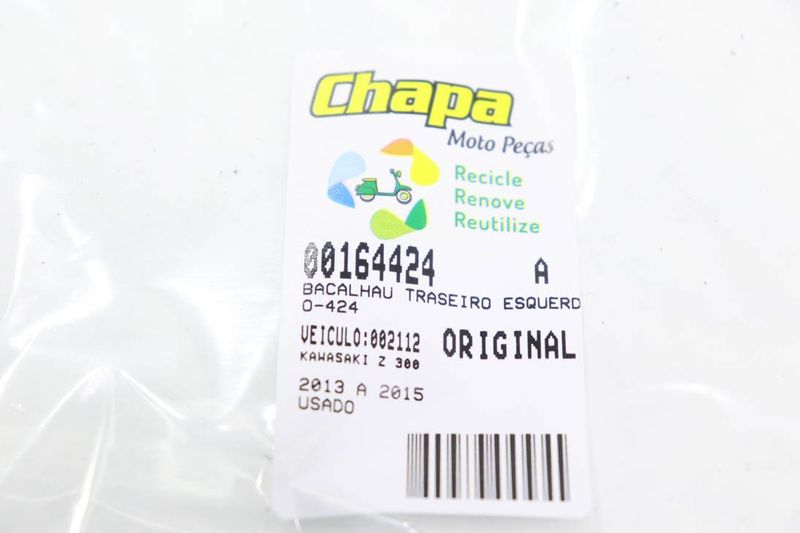 Chapa
Moto Peças
Recicle
Renove
Reutilize
00164424 A
BACALHAU TRASEIRO ESQUERD
O-424
VEICULO:002112 ORIGINAL
KAWASAKI Z 300
2013 A 2015
USADO